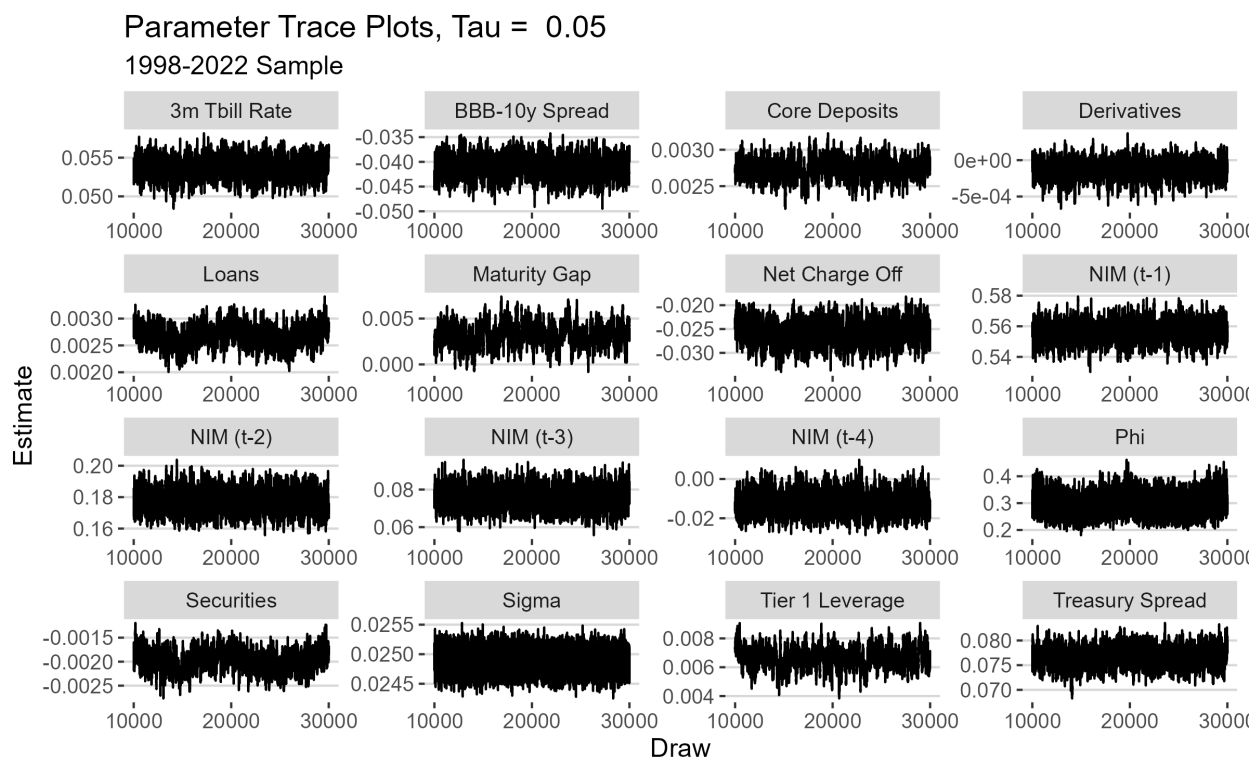 Parameter Trace Plots, Tau =  0.05
1998-2022 Sample
3m Tbill Rate BBB-10y Spread Core Deposits Derivatives
0.055 0.050
-0.035 -0.040 -0.045 -0.050
0.0030 0.0025
0e+00 -5e-04
10000 20000 30000 10000 20000 30000 10000 20000 30000 10000 20000 30000
Loans Maturity Gap Net Charge Off NIM (t-1)
0.0030 0.0025 0.0020
0.005 0.000
-0.020 -0.025 -0.030
0.58 0.56 0.54
10000 20000 30000 10000 20000 30000 10000 20000 30000 10000 20000 30000
NIM (t-2) NIM (t-3) NIM (t-4) Phi
0.20 0.18 0.16
0.08 0.06
0.00 -0.02
0.4 0.3 0.2
10000 20000 30000 10000 20000 30000 10000 20000 30000 10000 20000 30000
Securities Sigma Tier 1 Leverage Treasury Spread
-0.0015 -0.0020 -0.0025
0.0255 0.0250 0.0245
0.008 0.006 0.004
0.080 0.075 0.070
10000 20000 30000 10000 20000 30000 10000 20000 30000 10000 20000 30000
Estimate
Draw